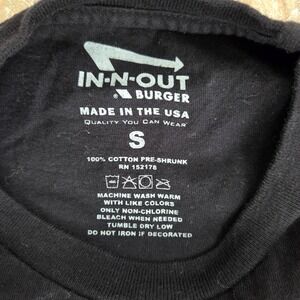 IN-N-OUT
BURGER
MADE IN THE USA
QUALITY YOU CAN WEAR
S
100% COTTON PRE-SHRUNK
RN 152178
MACHINE WASH WARM
WITH LIKE COLORS
ONLY NON-CHLORINE
BLEACH WHEN NEEDED
TUMBLE DRY LOW
DO NOT IRON IF DECORATED